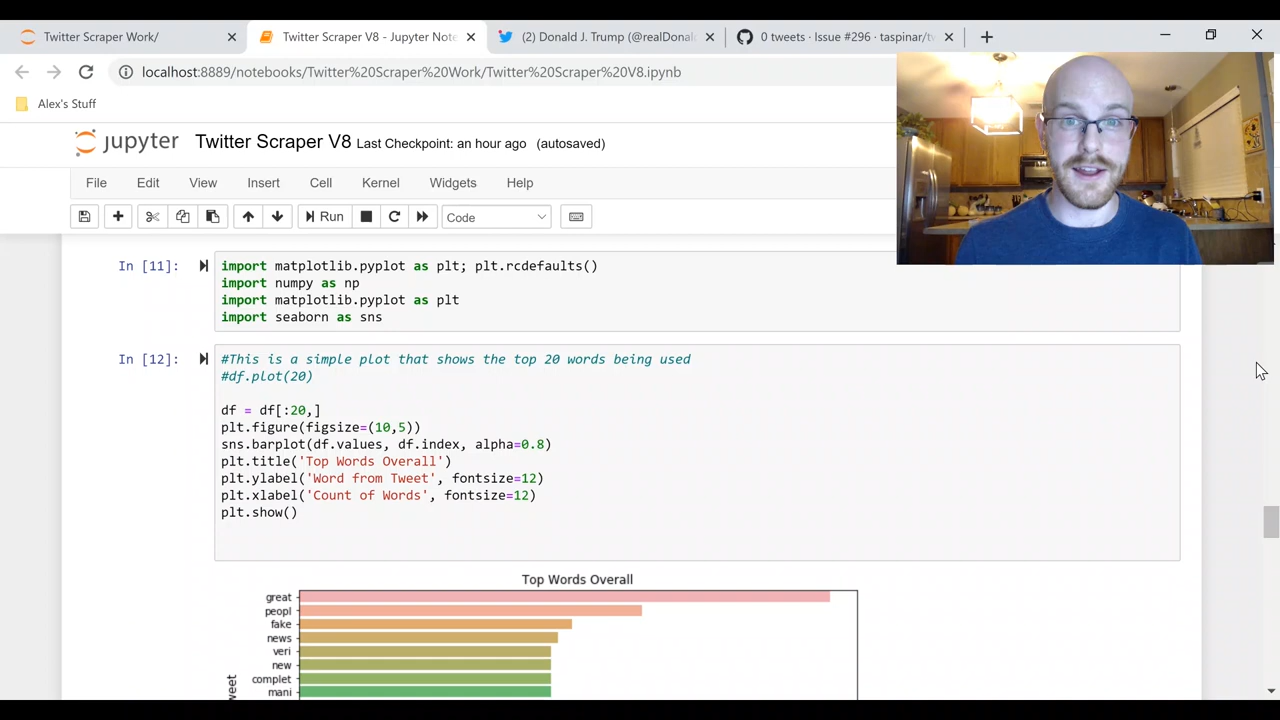 Twitter Scraper Work/
Twitter Scraper V8 - Jupyter Note
(2) Donald J. Trump (@realDonal
0 tweets · Issue #296 · taspinar/tw
localhost:8889/notebooks/Twitter%20Scraper%20Work/Twitter%20Scraper%20V8.ipynb
Alex's Stuff
jupyter Twitter Scraper V8 Last Checkpoint: an hour ago (autosaved)
File Edit View Insert Cell Kernel Widgets Help
Run Code
In [11]: import matplotlib.pyplot as plt; plt.rcdefaults()
import numpy as np
import matplotlib.pyplot as plt
import seaborn as sns
In [12]: #This is a simple plot that shows the top 20 words being used
#df.plot(20)
df = df[:20,]
plt.figure(figsize=(10,5))
sns.barplot(df.values, df.index, alpha=0.8)
plt.title('Top Words Overall')
plt.ylabel('Word from Tweet', fontsize=12)
plt.xlabel('Count of Words', fontsize=12)
plt.show()
Top Words Overall
great
peopl
fake
news
veri
new
complet
mani
weet